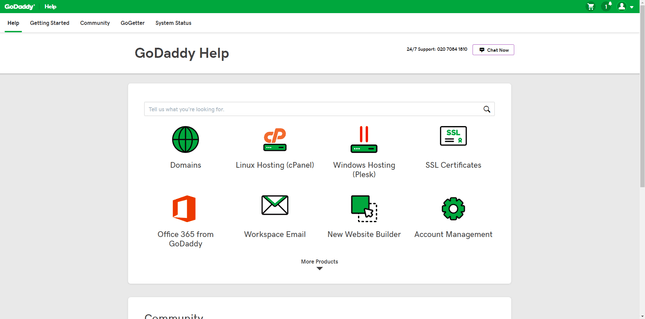 GoDaddy Help
Help Getting Started Community GoGetter System Status
GoDaddy Help
24/7 Support: 020 7084 1810
Chat Now
Tell us what you're looking for.
cP
SSL
Domains Linux Hosting (cPanel) Windows Hosting SSL Certificates
(Plesk)
Office 365 from Workspace Email New Website Builder Account Management
GoDaddy
More Products
Community